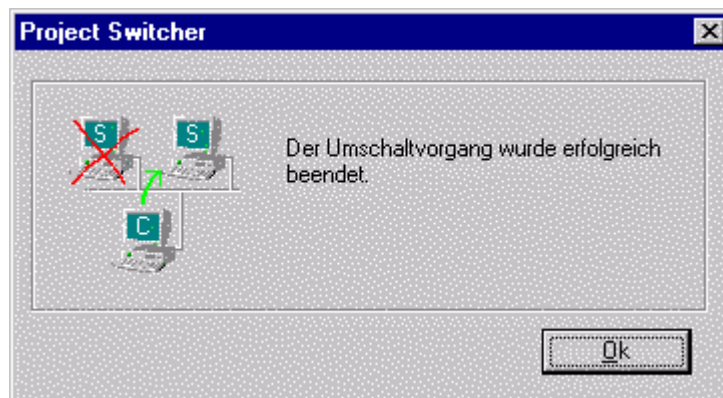 Project Switcher
S S
Der Umschaltvorgang wurde erfolgreich
beendet.
C
Ok